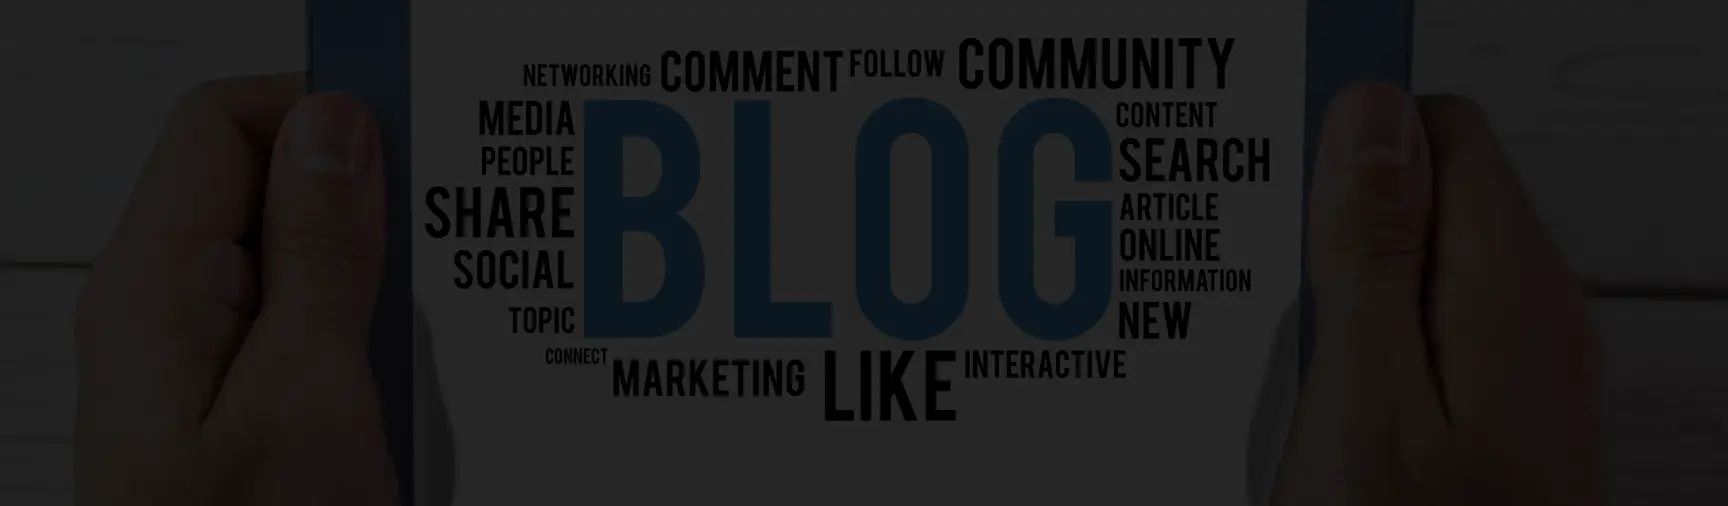 NETWORKING COMMENT FOLLOW COMMUNITY
MEDIA
PEOPLE
SHARE
SOCIAL
TOPIC
BLOG
CONTENT
SEARCH
ARTICLE
ONLINE
INFORMATION
NEW
CONNECT MARKETING LIKE INTERACTIVE